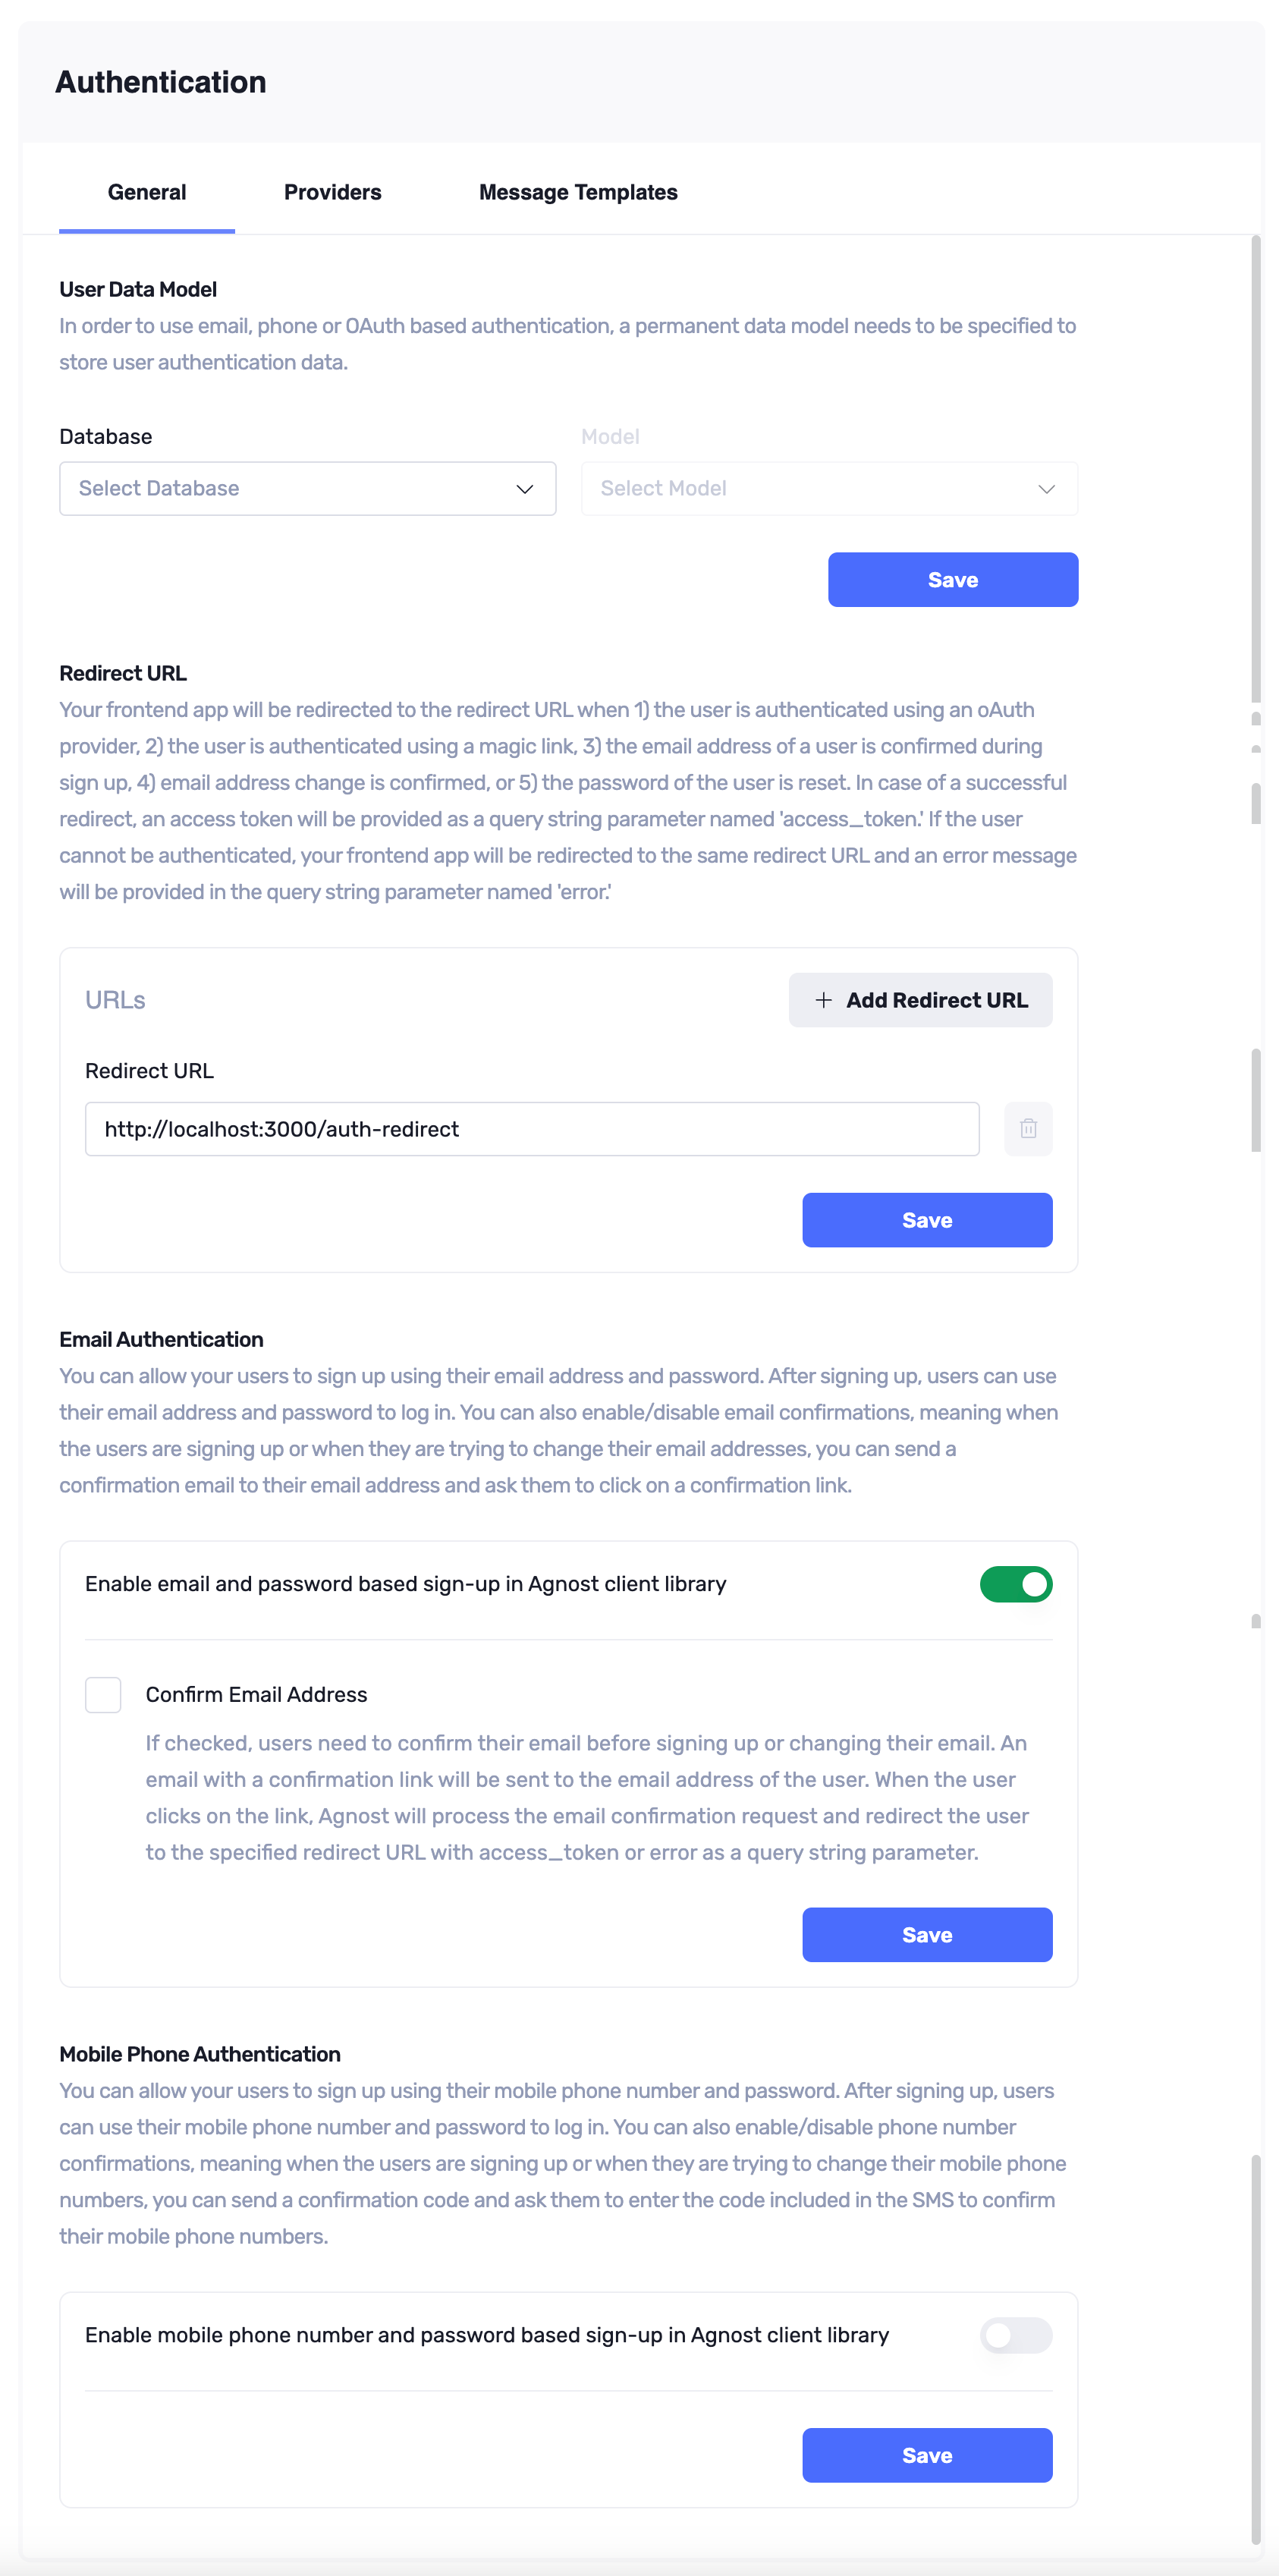 Authentication
General
Providers
Message Templates
User Data Model
In order to use email, phone or OAuth based authentication, a permanent data model needs to be specified to
store user authentication data.
Database
Model
Select Database
Select Model
Save
Redirect URL
Your frontend app will be redirected to the redirect URL when 1) the user is authenticated using an oAuth
provider, 2) the user is authenticated using a magic link, 3) the email address of a user is confirmed during
sign up, 4) email address change is confirmed, or 5) the password of the user is reset. In case of a successful
redirect, an access token will be provided as a query string parameter named 'access_token.' If the user
cannot be authenticated, your frontend app will be redirected to the same redirect URL and an error message
will be provided in the query string parameter named 'error.'
URLs
Add Redirect URL
Redirect URL
http://localhost:3000/auth-redirect
Save
Email Authentication
You can allow your users to sign up using their email address and password. After signing up, users can use
their email address and password to log in. You can also enable/disable email confirmations, meaning when
the users are signing up or when they are trying to change their email addresses, you can send a
confirmation email to their email address and ask them to click on a confirmation link.
Enable email and password based sign-up in Agnost client library
Confirm Email Address
If checked, users need to confirm their email before signing up or changing their email. An
email with a confirmation link will be sent to the email address of the user. When the user
clicks on the link, Agnost will process the email confirmation request and redirect the user
to the specified redirect URL with access_token or error as a query string parameter.
Save
Mobile Phone Authentication
You can allow your users to sign up using their mobile phone number and password. After signing up, users
can use their mobile phone number and password to log in. You can also enable/disable phone number
confirmations, meaning when the users are signing up or when they are trying to change their mobile phone
numbers, you can send a confirmation code and ask them to enter the code included in the SMS to confirm
their mobile phone numbers.
Enable mobile phone number and password based sign-up in Agnost client library
Save